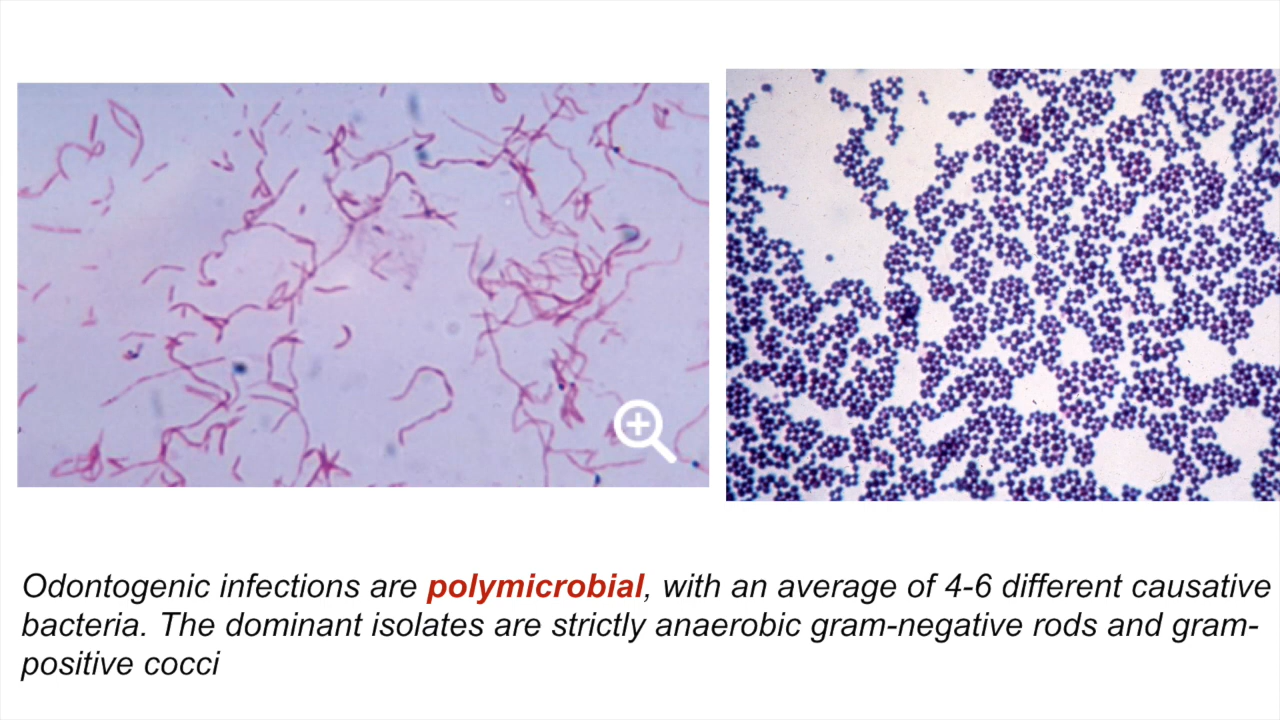 Odontogenic infections are polymicrobial, with an average of 4-6 different causative
bacteria. The dominant isolates are strictly anaerobic gram-negative rods and gram-
positive cocci